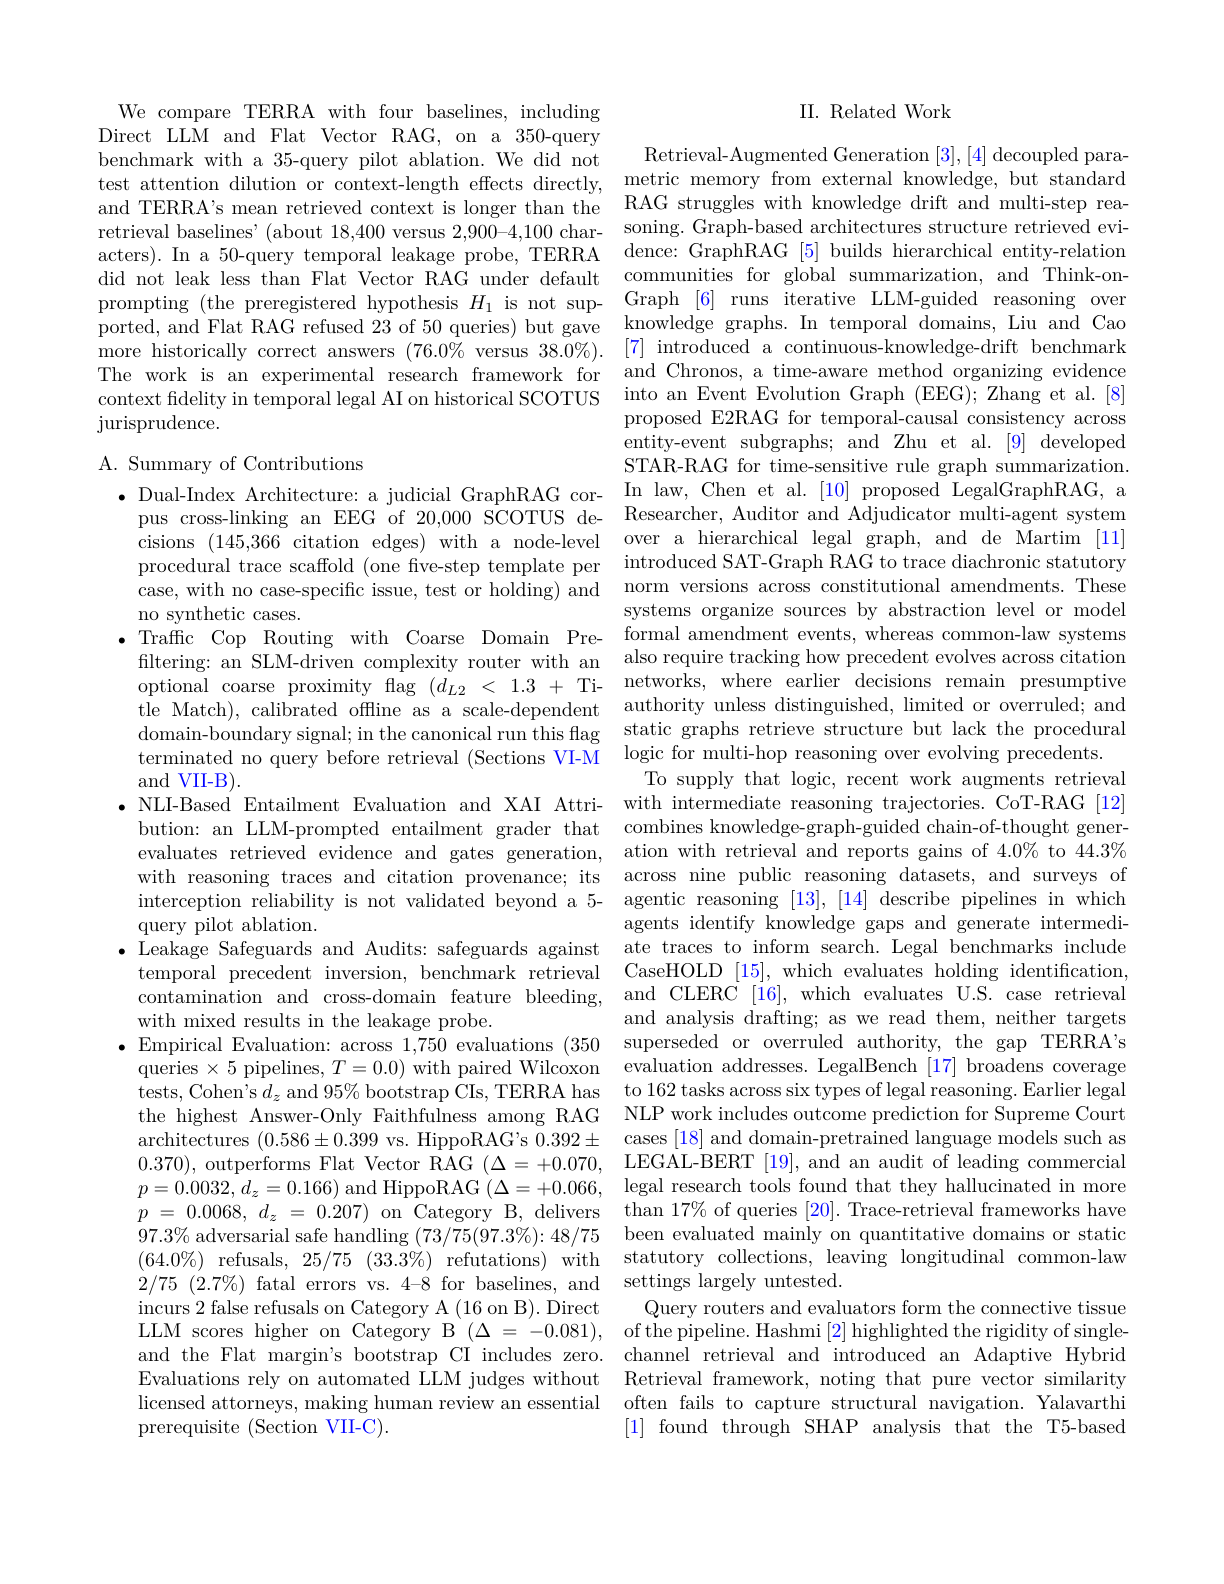 We compare TERRA with four baselines, including
Direct LLM and Flat Vector RAG, on a 350-query
benchmark with a 35-query pilot ablation. We did not
test attention dilution or context-length effects directly,
and TERRA's mean retrieved context is longer than the
retrieval baselines' (about 18,400 versus 2,900–4,100 char-
acters). In a 50-query temporal leakage probe, TERRA
did not leak less than Flat Vector RAG under default
prompting (the preregistered hypothesis H₁ is not sup-
ported, and Flat RAG refused 23 of 50 queries) but gave
more historically correct answers (76.0% versus 38.0%).
The work is an experimental research framework for
context fidelity in temporal legal AI on historical SCOTUS
jurisprudence.
A. Summary of Contributions
• Dual-Index Architecture: a judicial GraphRAG cor-
pus cross-linking an EEG of 20,000 SCOTUS de-
cisions (145,366 citation edges) with a node-level
procedural trace scaffold (one five-step template per
case, with no case-specific issue, test or holding) and
no synthetic cases.
• Traffic Cop Routing with Coarse Domain Pre-
filtering: an SLM-driven complexity router with an
optional coarse proximity flag (d_{L2} < 1.3 + Ti-
tle Match), calibrated offline as a scale-dependent
domain-boundary signal; in the canonical run this flag
terminated no query before retrieval (Sections VI-M
and VII-B).
• NLI-Based Entailment Evaluation and XAI Attri-
bution: an LLM-prompted entailment grader that
evaluates retrieved evidence and gates generation,
with reasoning traces and citation provenance; its
interception reliability is not validated beyond a 5-
query pilot ablation.
• Leakage Safeguards and Audits: safeguards against
temporal precedent inversion, benchmark retrieval
contamination and cross-domain feature bleeding,
with mixed results in the leakage probe.
• Empirical Evaluation: across 1,750 evaluations (350
queries × 5 pipelines, T = 0.0) with paired Wilcoxon
tests, Cohen's d_z and 95% bootstrap CIs, TERRA has
the highest Answer-Only Faithfulness among RAG
architectures (0.586 ± 0.399 vs. HippoRAG's 0.392 ±
0.370), outperforms Flat Vector RAG (Δ = +0.070,
p = 0.0032, d_z = 0.166) and HippoRAG (Δ = +0.066,
p = 0.0068, d_z = 0.207) on Category B, delivers
97.3% adversarial safe handling (73/75(97.3%): 48/75
(64.0%) refusals, 25/75 (33.3%) refutations) with
2/75 (2.7%) fatal errors vs. 4–8 for baselines, and
incurs 2 false refusals on Category A (16 on B). Direct
LLM scores higher on Category B (Δ = −0.081),
and the Flat margin's bootstrap CI includes zero.
Evaluations rely on automated LLM judges without
licensed attorneys, making human review an essential
prerequisite (Section VII-C).
II. Related Work
Retrieval-Augmented Generation [3], [4] decoupled para-
metric memory from external knowledge, but standard
RAG struggles with knowledge drift and multi-step rea-
soning. Graph-based architectures structure retrieved evi-
dence: GraphRAG [5] builds hierarchical entity-relation
communities for global summarization, and Think-on-
Graph [6] runs iterative LLM-guided reasoning over
knowledge graphs. In temporal domains, Liu and Cao
[7] introduced a continuous-knowledge-drift benchmark
and Chronos, a time-aware method organizing evidence
into an Event Evolution Graph (EEG); Zhang et al. [8]
proposed E2RAG for temporal-causal consistency across
entity-event subgraphs; and Zhu et al. [9] developed
STAR-RAG for time-sensitive rule graph summarization.
In law, Chen et al. [10] proposed LegalGraphRAG, a
Researcher, Auditor and Adjudicator multi-agent system
over a hierarchical legal graph, and de Martim [11]
introduced SAT-Graph RAG to trace diachronic statutory
norm versions across constitutional amendments. These
systems organize sources by abstraction level or model
formal amendment events, whereas common-law systems
also require tracking how precedent evolves across citation
networks, where earlier decisions remain presumptive
authority unless distinguished, limited or overruled; and
static graphs retrieve structure but lack the procedural
logic for multi-hop reasoning over evolving precedents.
To supply that logic, recent work augments retrieval
with intermediate reasoning trajectories. CoT-RAG [12]
combines knowledge-graph-guided chain-of-thought gener-
ation with retrieval and reports gains of 4.0% to 44.3%
across nine public reasoning datasets, and surveys of
agentic reasoning [13], [14] describe pipelines in which
agents identify knowledge gaps and generate intermedi-
ate traces to inform search. Legal benchmarks include
CaseHOLD [15], which evaluates holding identification,
and CLERC [16], which evaluates U.S. case retrieval
and analysis drafting; as we read them, neither targets
superseded or overruled authority, the gap TERRA's
evaluation addresses. LegalBench [17] broadens coverage
to 162 tasks across six types of legal reasoning. Earlier legal
NLP work includes outcome prediction for Supreme Court
cases [18] and domain-pretrained language models such as
LEGAL-BERT [19], and an audit of leading commercial
legal research tools found that they hallucinated in more
than 17% of queries [20]. Trace-retrieval frameworks have
been evaluated mainly on quantitative domains or static
statutory collections, leaving longitudinal common-law
settings largely untested.
Query routers and evaluators form the connective tissue
of the pipeline. Hashmi [2] highlighted the rigidity of single-
channel retrieval and introduced an Adaptive Hybrid
Retrieval framework, noting that pure vector similarity
often fails to capture structural navigation. Yalavarthi
[1] found through SHAP analysis that the T5-based